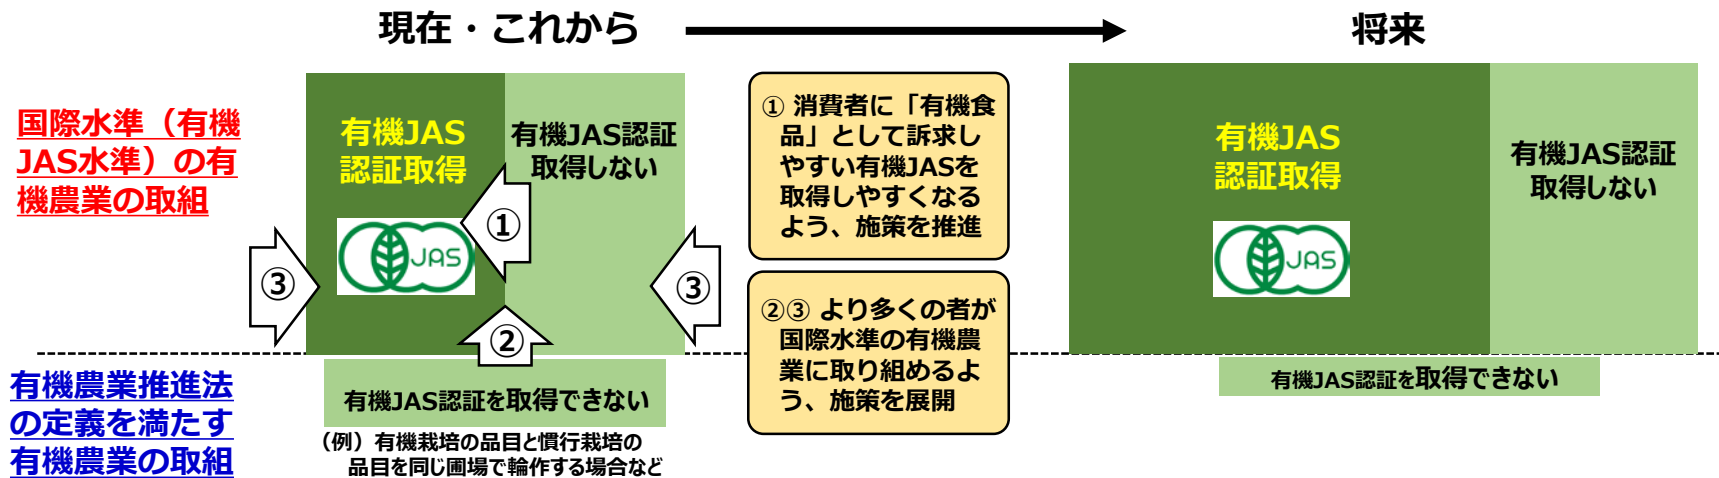 現在・これから
将来
国際水準（有機
JAS水準）の有
機農業の取組
有機JAS
認証取得
有機JAS認証
取得しない
JAS
①
②
③
③
① 消費者に「有機食
品」として訴求し
やすい有機JASを
取得しやすくなる
よう、施策を推進
②③ より多くの者が
国際水準の有機農
業に取り組めるよ
う、施策を展開
有機JAS
認証取得
JAS
有機JAS認証
取得しない
有機農業推進法
の定義を満たす
有機農業の取組
有機JAS認証を取得できない
（例）有機栽培の品目と慣行栽培の
品目を同じ圃場で輪作する場合など
有機JAS認証を取得できない